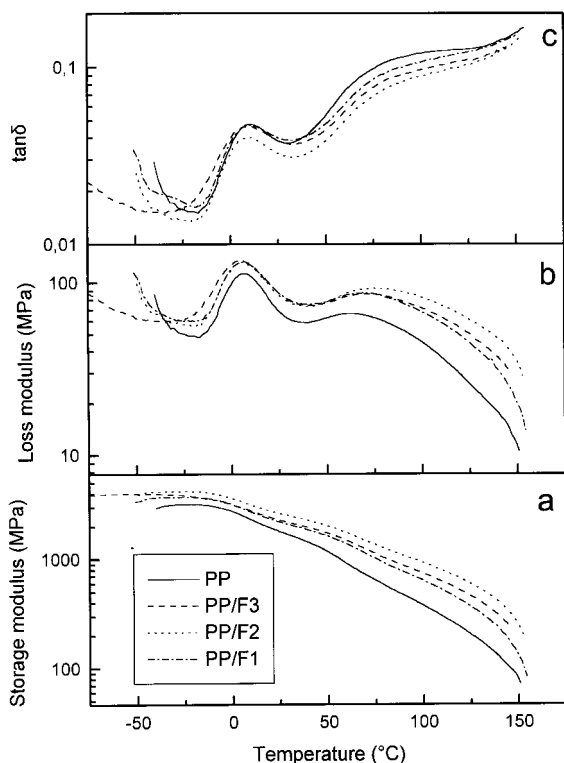 c
0,1
tanδ
0,01
b
100
Loss modulus (MPa)
10
a
1000
Storage modulus (MPa)
100
PP
PP/F3
PP/F2
PP/F1
-50
0
50
100
150
Temperature (°C)